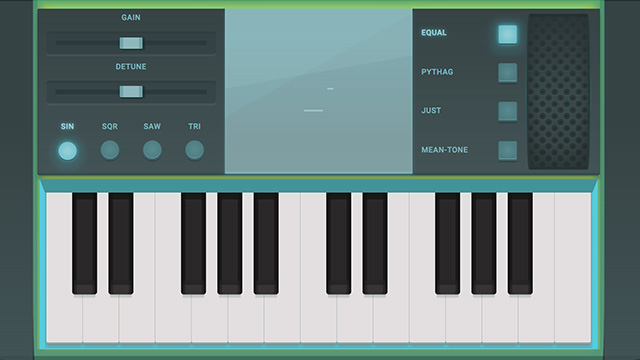 GAIN
DETUNE
SIN SQR SAW TRI
EQUAL
PYTHAG
JUST
MEAN-TONE